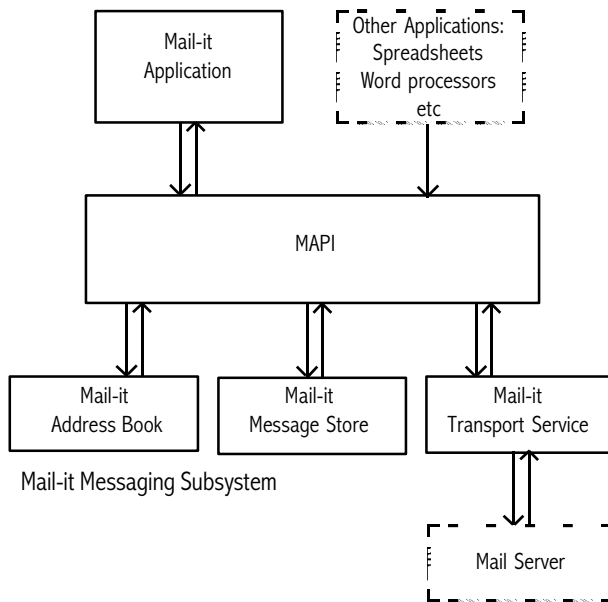 Mail-it
Application
Other Applications:
Spreadsheets
Word processors
etc
MAPI
Mail-it
Address Book
Mail-it
Message Store
Mail-it
Transport Service
Mail-it Messaging Subsystem
Mail Server